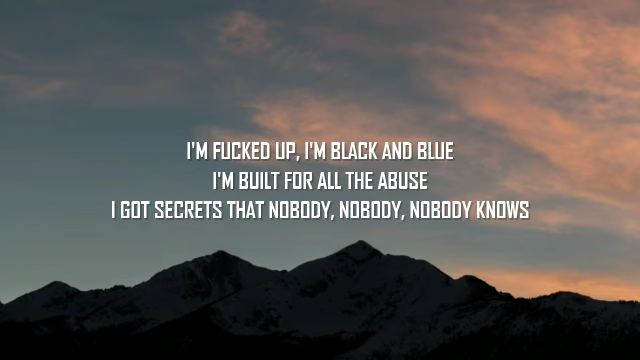 I'M FUCKED UP, I'M BLACK AND BLUE
I'M BUILT FOR ALL THE ABUSE
I GOT SECRETS THAT NOBODY, NOBODY, NOBODY KNOWS